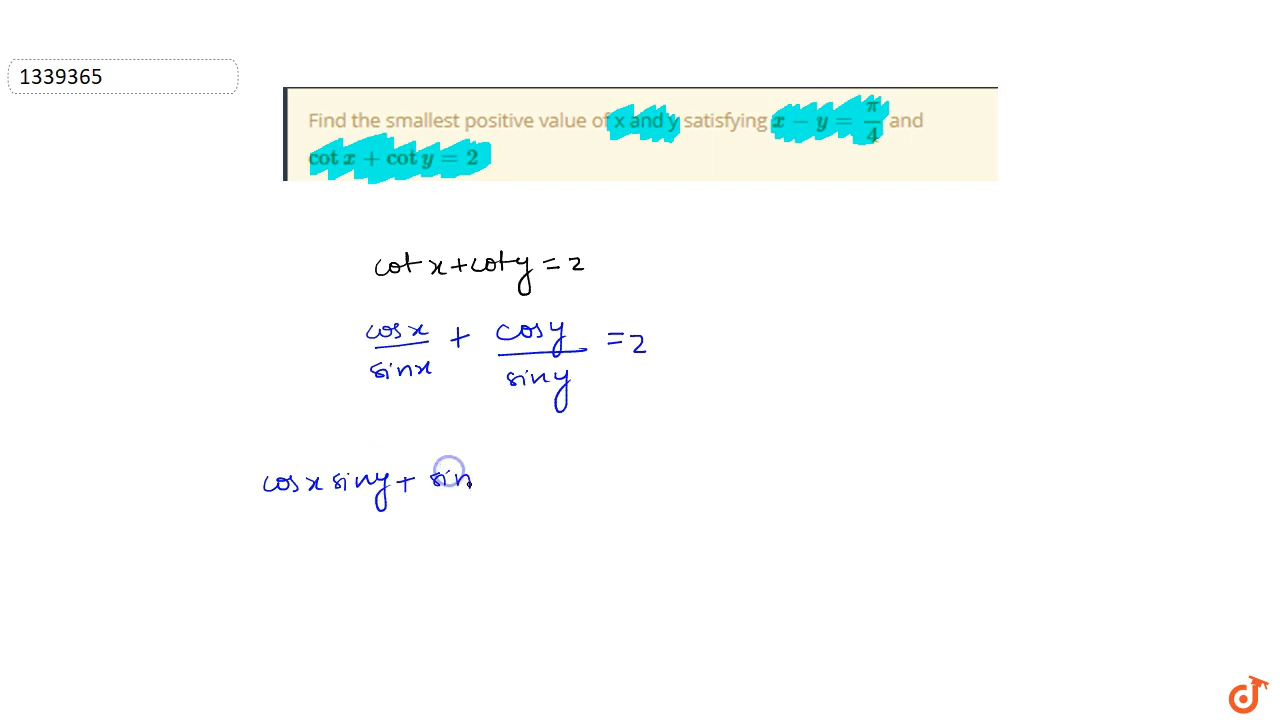 1339365
Find the smallest positive value of x and y satisfying x − y = π/4 and
cot x + cot y = 2
cot x + cot y = 2
cos x / sin x + cos y / sin y = 2
cos x sin y + sin